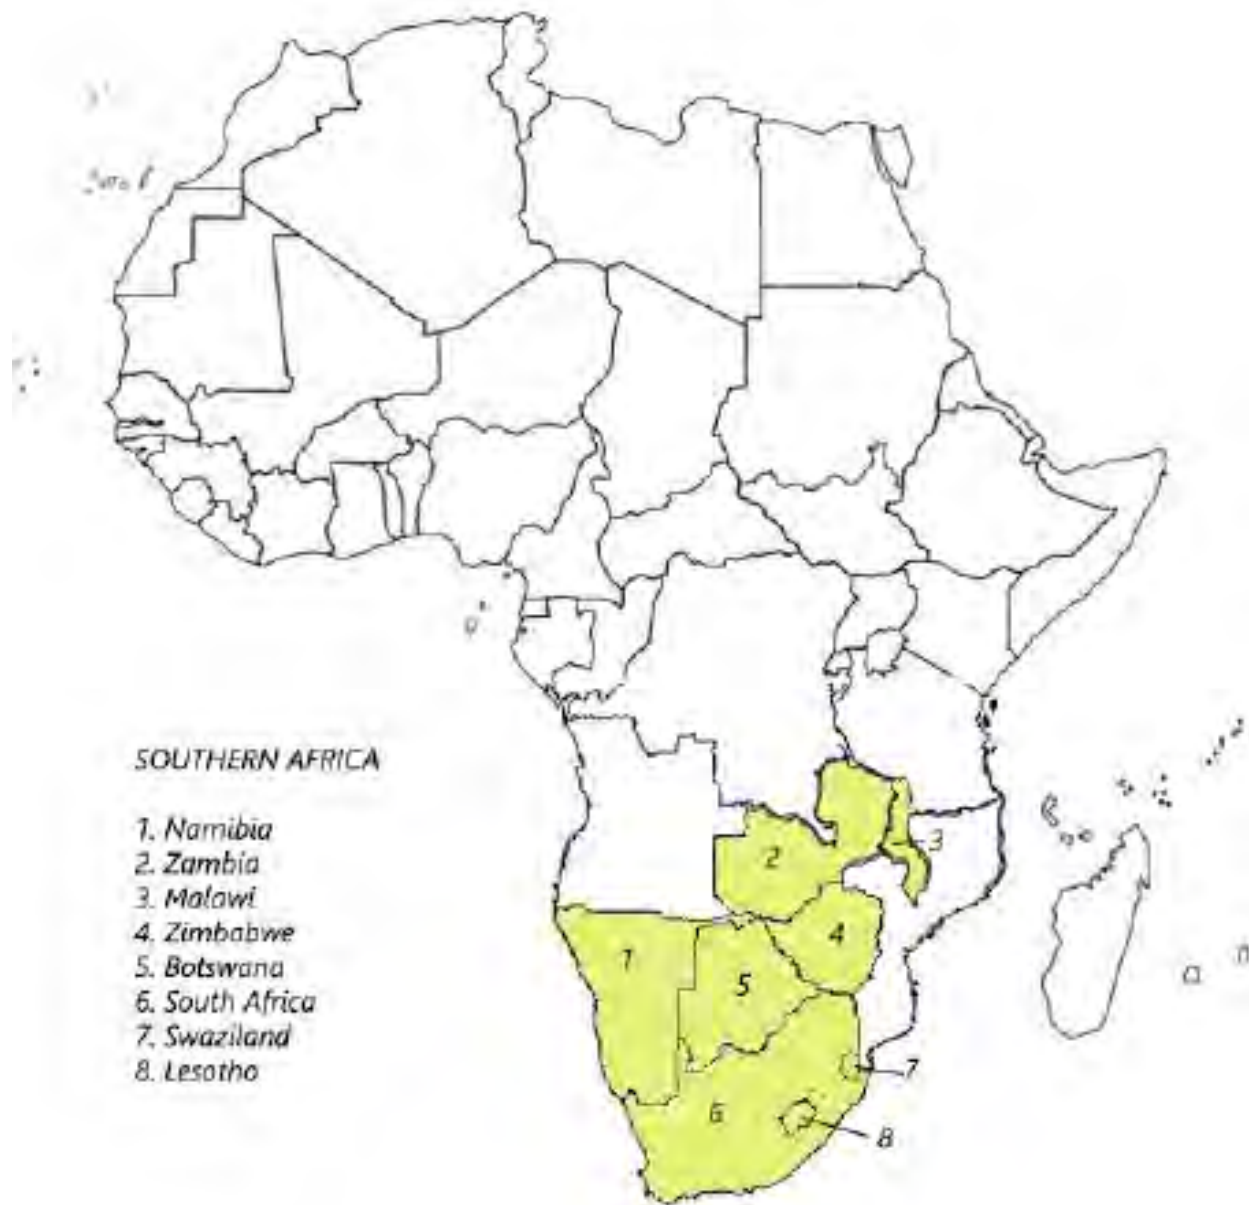 SOUTHERN AFRICA
1. Namibia
2. Zambia
3. Malawi
4. Zimbabwe
5. Botswana
6. South Africa
7. Swaziland
8. Lesotho
2
3
1
4
5
7
6
8